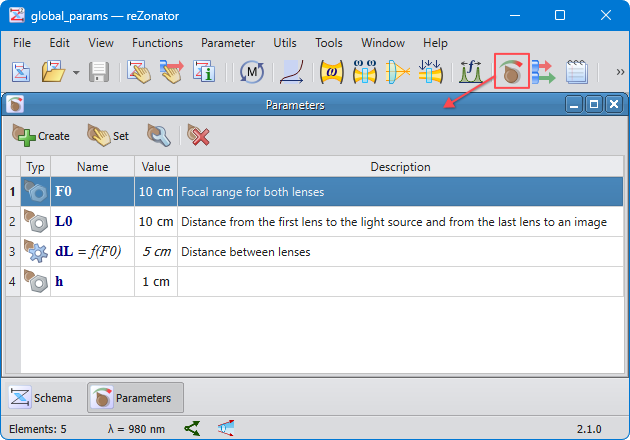 global_params — reZonator
File Edit View Functions Parameter Utils Tools Window Help
M ω f
Parameters
Create Set
Typ Name Value Description
1 F0 10 cm Focal range for both lenses
2 L0 10 cm Distance from the first lens to the light source and from the last lens to an image
3 dL = f(F0) 5 cm Distance between lenses
4 h 1 cm
Schema Parameters
Elements: 5 λ = 980 nm 2.1.0